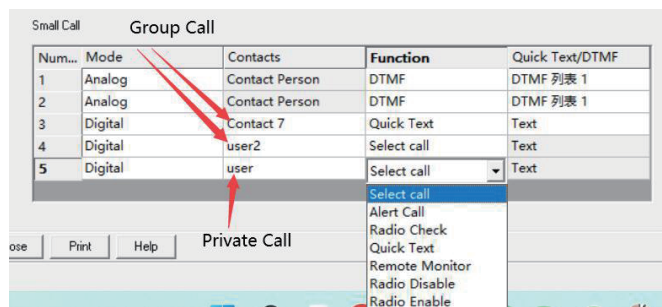 Small Call
Group Call
Num... Mode Contacts Function Quick Text/DTMF
1 Analog Contact Person DTMF DTMF 列表 1
2 Analog Contact Person DTMF DTMF 列表 1
3 Digital Contact 7 Quick Text Text
4 Digital user2 Select call Text
5 Digital user Select call Text
Select call
Alert Call
Radio Check
Quick Text
Remote Monitor
Radio Disable
Radio Enable
Private Call
ose Print Help